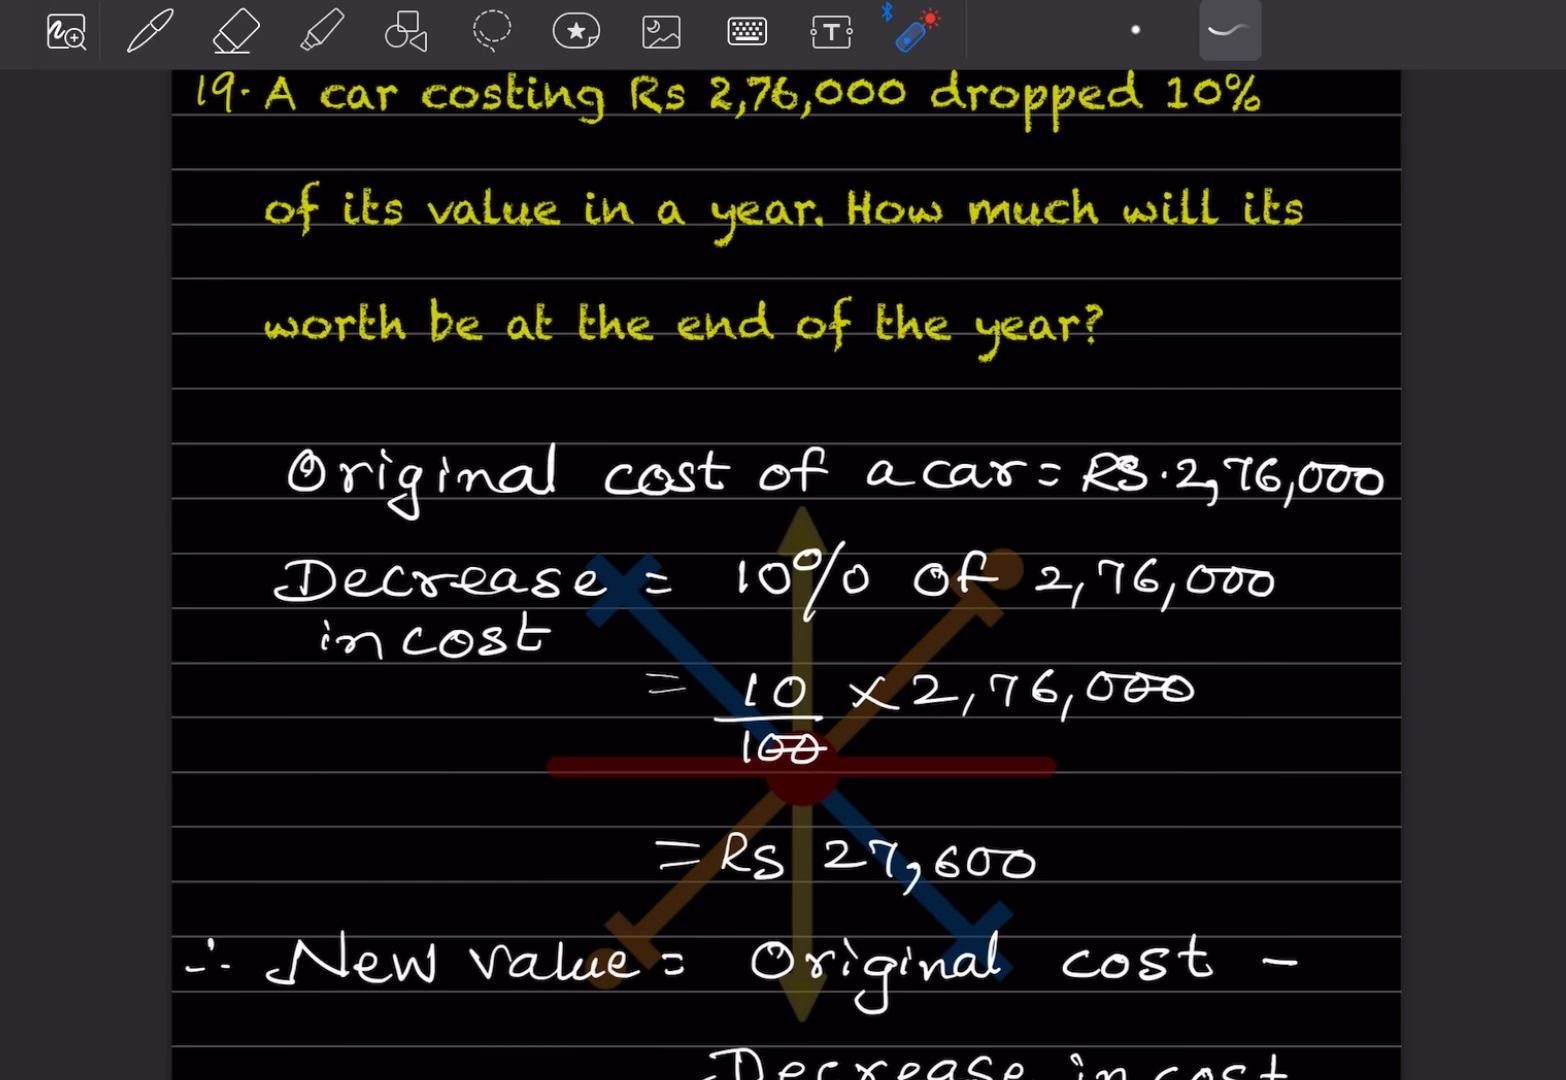 19. A car costing Rs 2,76,000 dropped 10%
of its value in a year. How much will its
worth be at the end of the year?
Original cost of a car = RS. 2,76,000
Decrease = 10% of 2,76,000
in cost
= 10 × 2,76,000
100
= Rs 27,600
∴ New value = Original cost -
Decrease in cost